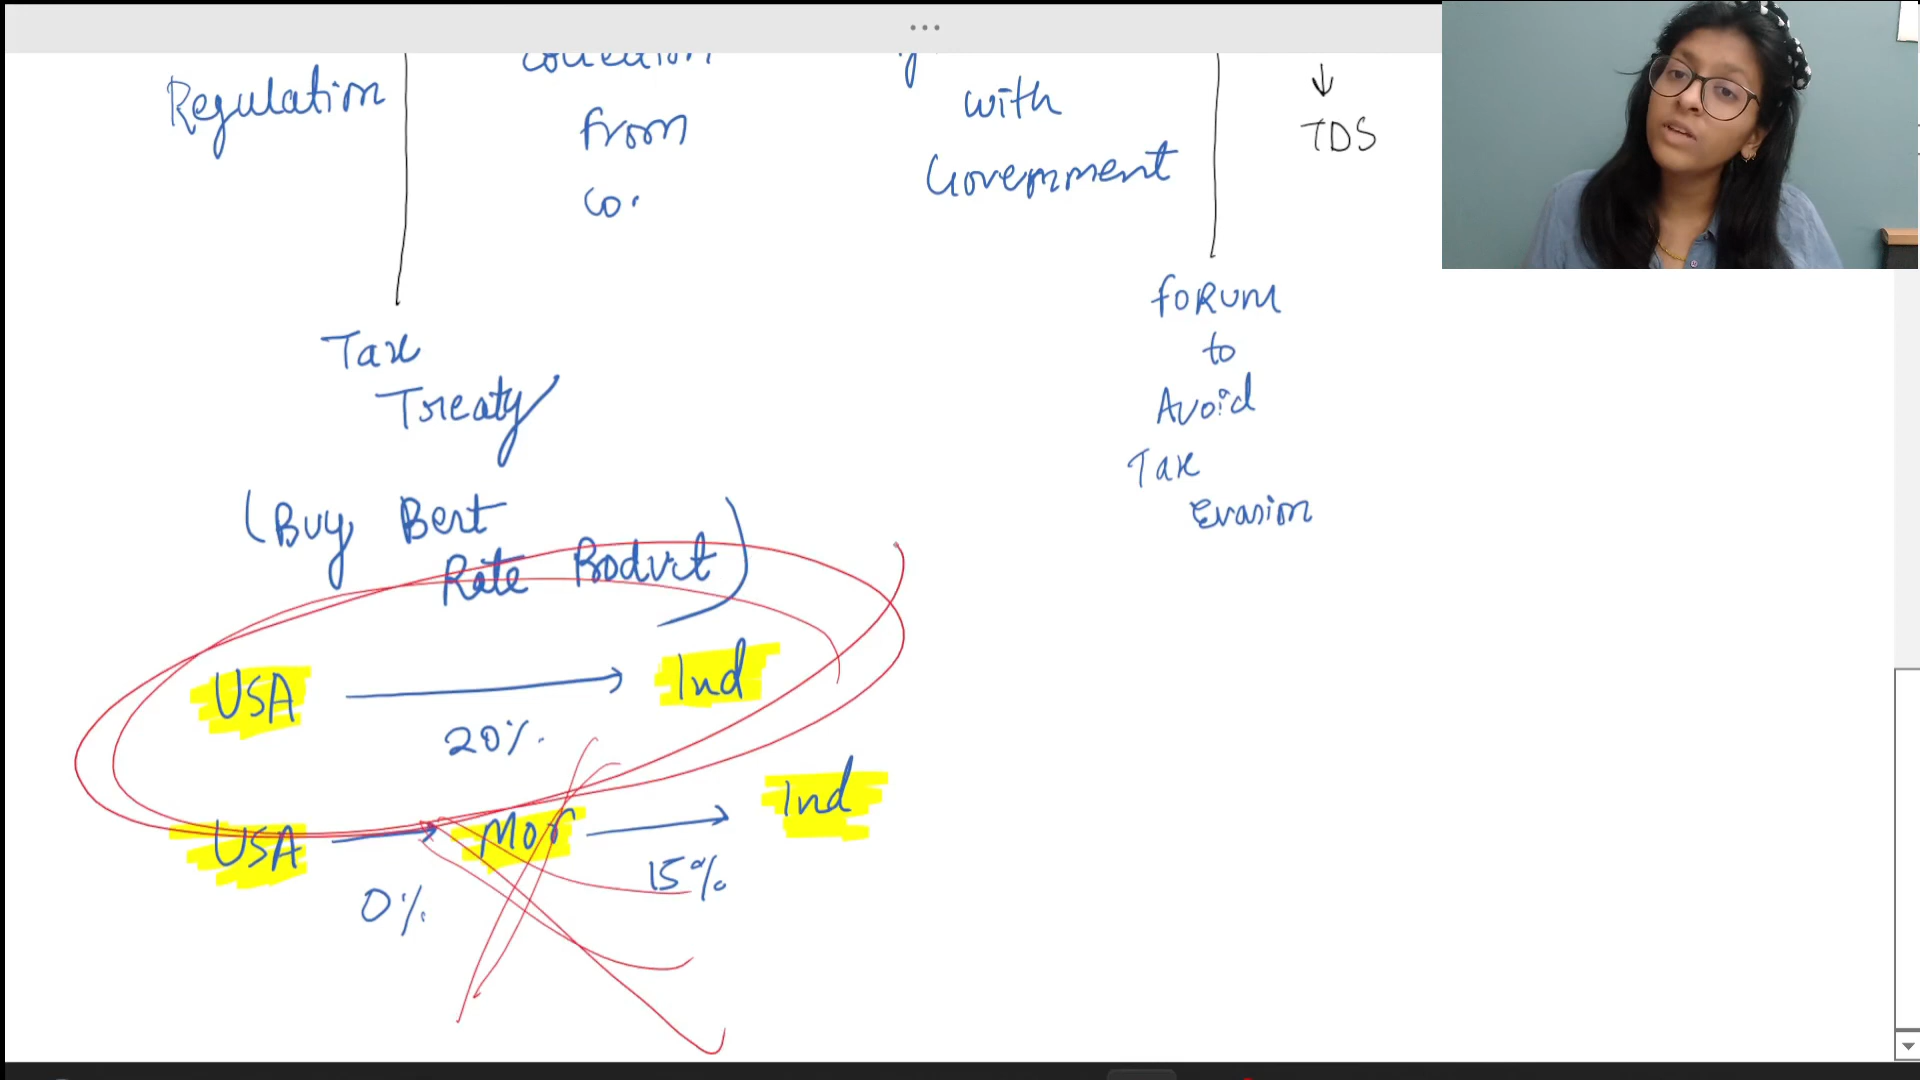 Regulation
collection
from
co.
with
Government
↓
TDS
Tax
Treaty
(Buy Best
Rate Product)
USA → Ind
20%.
USA → Mor → Ind
0%
15%
FORUM
to
Avoid
Tax
Evasion